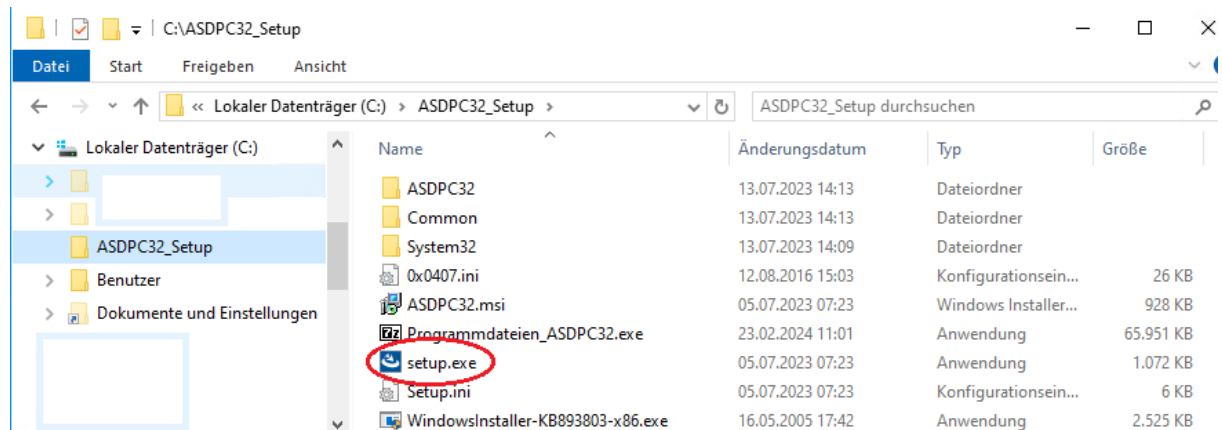 C:\ASDPC32_Setup
Datei Start Freigeben Ansicht
« Lokaler Datenträger (C:) > ASDPC32_Setup > ASDPC32_Setup durchsuchen
Lokaler Datenträger (C:)
ASDPC32_Setup
Benutzer
Dokumente und Einstellungen
Name Änderungsdatum Typ Größe
ASDPC32 13.07.2023 14:13 Dateiordner
Common 13.07.2023 14:13 Dateiordner
System32 13.07.2023 14:09 Dateiordner
0x0407.ini 12.08.2016 15:03 Konfigurationsein... 26 KB
ASDPC32.msi 05.07.2023 07:23 Windows Installer... 928 KB
Programmdateien_ASDPC32.exe 23.02.2024 11:01 Anwendung 65.951 KB
setup.exe 05.07.2023 07:23 Anwendung 1.072 KB
Setup.ini 05.07.2023 07:23 Konfigurationsein... 6 KB
WindowsInstaller-KB893803-x86.exe 16.05.2005 17:42 Anwendung 2.525 KB